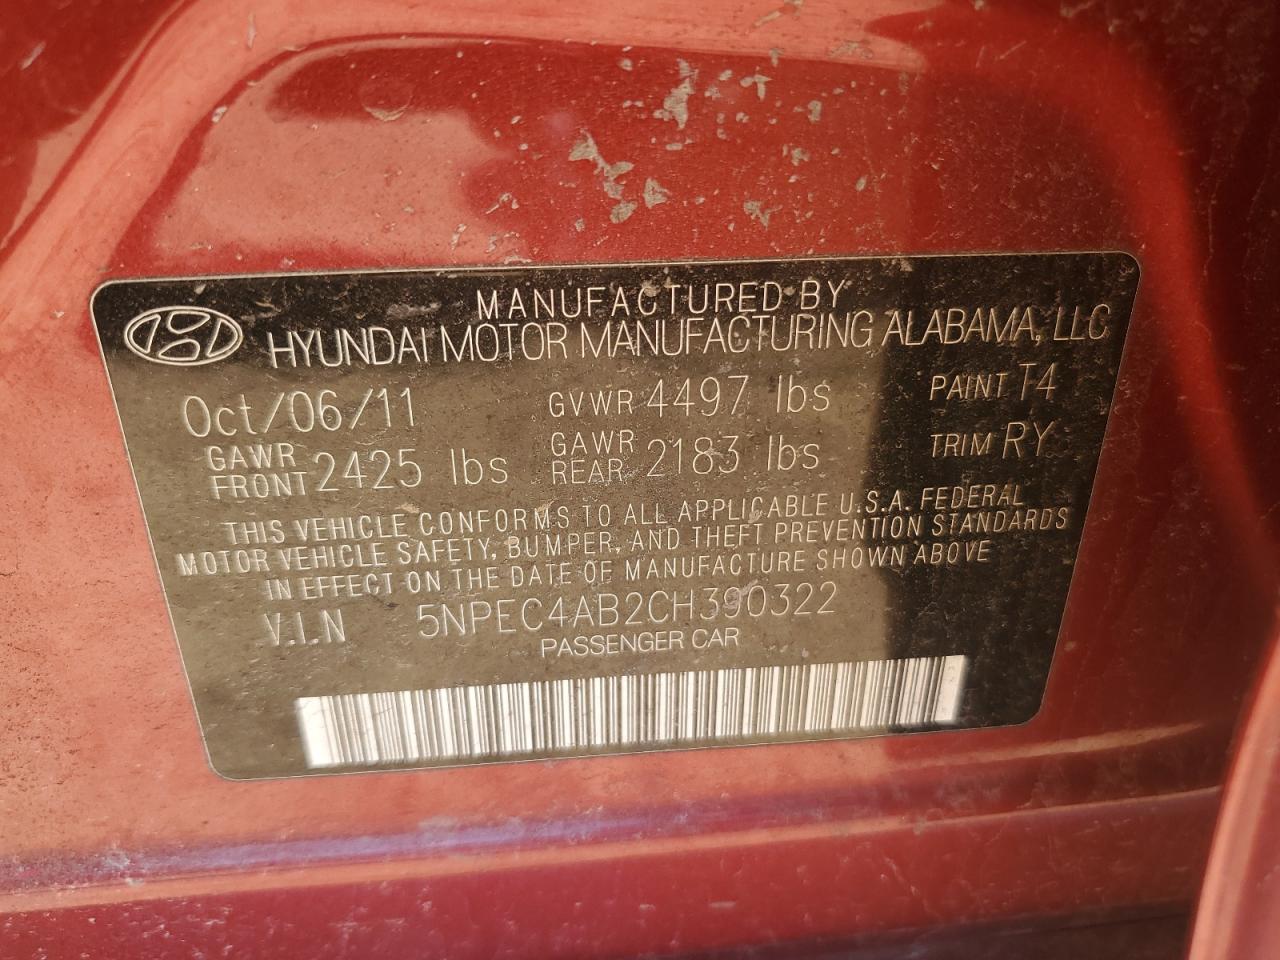 MANUFACTURED BY
HYUNDAI MOTOR MANUFACTURING ALABAMA, LLC
Oct/06/11 GVWR 4497 lbs PAINT T4
GAWR FRONT 2425 lbs GAWR REAR 2183 lbs TRIM RY
THIS VEHICLE CONFORMS TO ALL APPLICABLE U.S.A. FEDERAL
MOTOR VEHICLE SAFETY, BUMPER, AND THEFT PREVENTION STANDARDS
IN EFFECT ON THE DATE OF MANUFACTURE SHOWN ABOVE
V.I.N 5NPEC4AB2CH390322
PASSENGER CAR